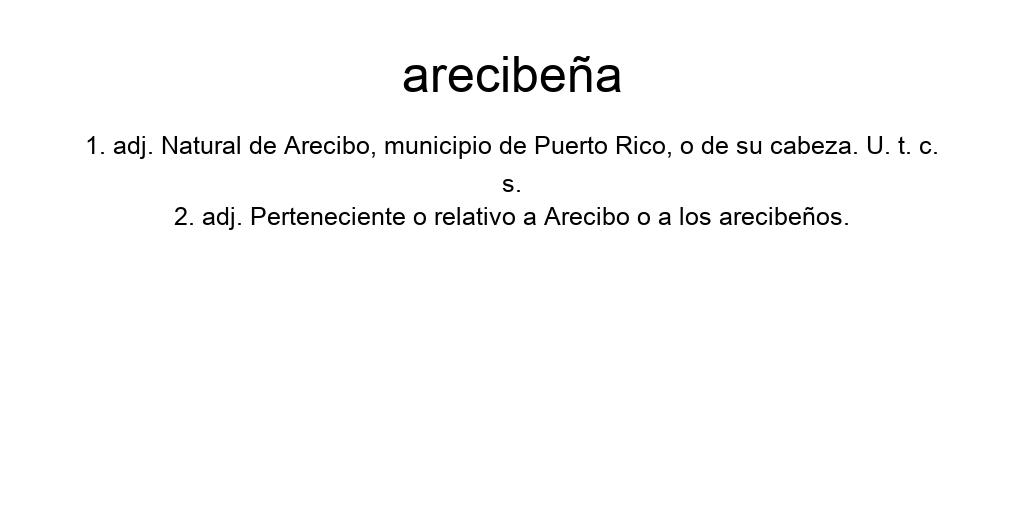 arecibeña
1. adj. Natural de Arecibo, municipio de Puerto Rico, o de su cabeza. U. t. c.
s.
2. adj. Perteneciente o relativo a Arecibo o a los arecibeños.